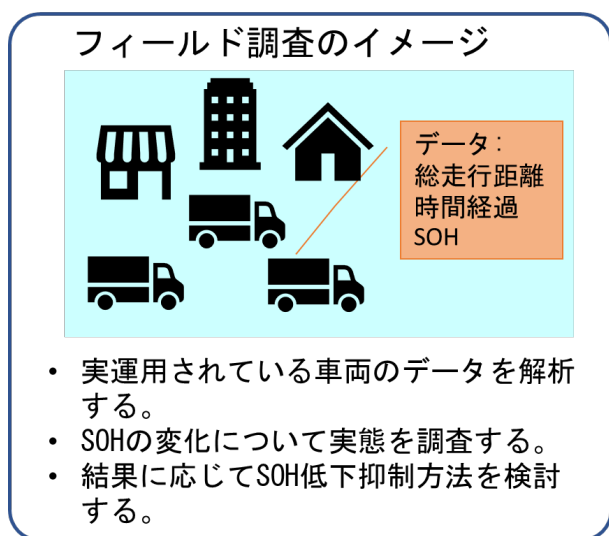 フィールド調査のイメージ
データ：
総走行距離
時間経過
SOH
• 実運用されている車両のデータを解析
する。
• SOHの変化について実態を調査する。
• 結果に応じてSOH低下抑制方法を検討
する。